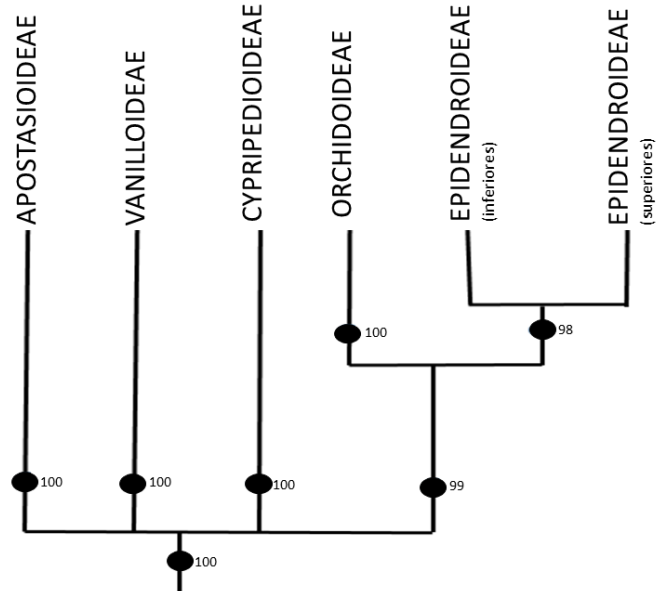 APOSTASIOIDEAE
VANILLOIDEAE
CYPRIPEDIOIDEAE
ORCHIDOIDEAE
EPIDENDROIDEAE
(inferiores)
EPIDENDROIDEAE
(superiores)
100
98
100
100
100
99
100